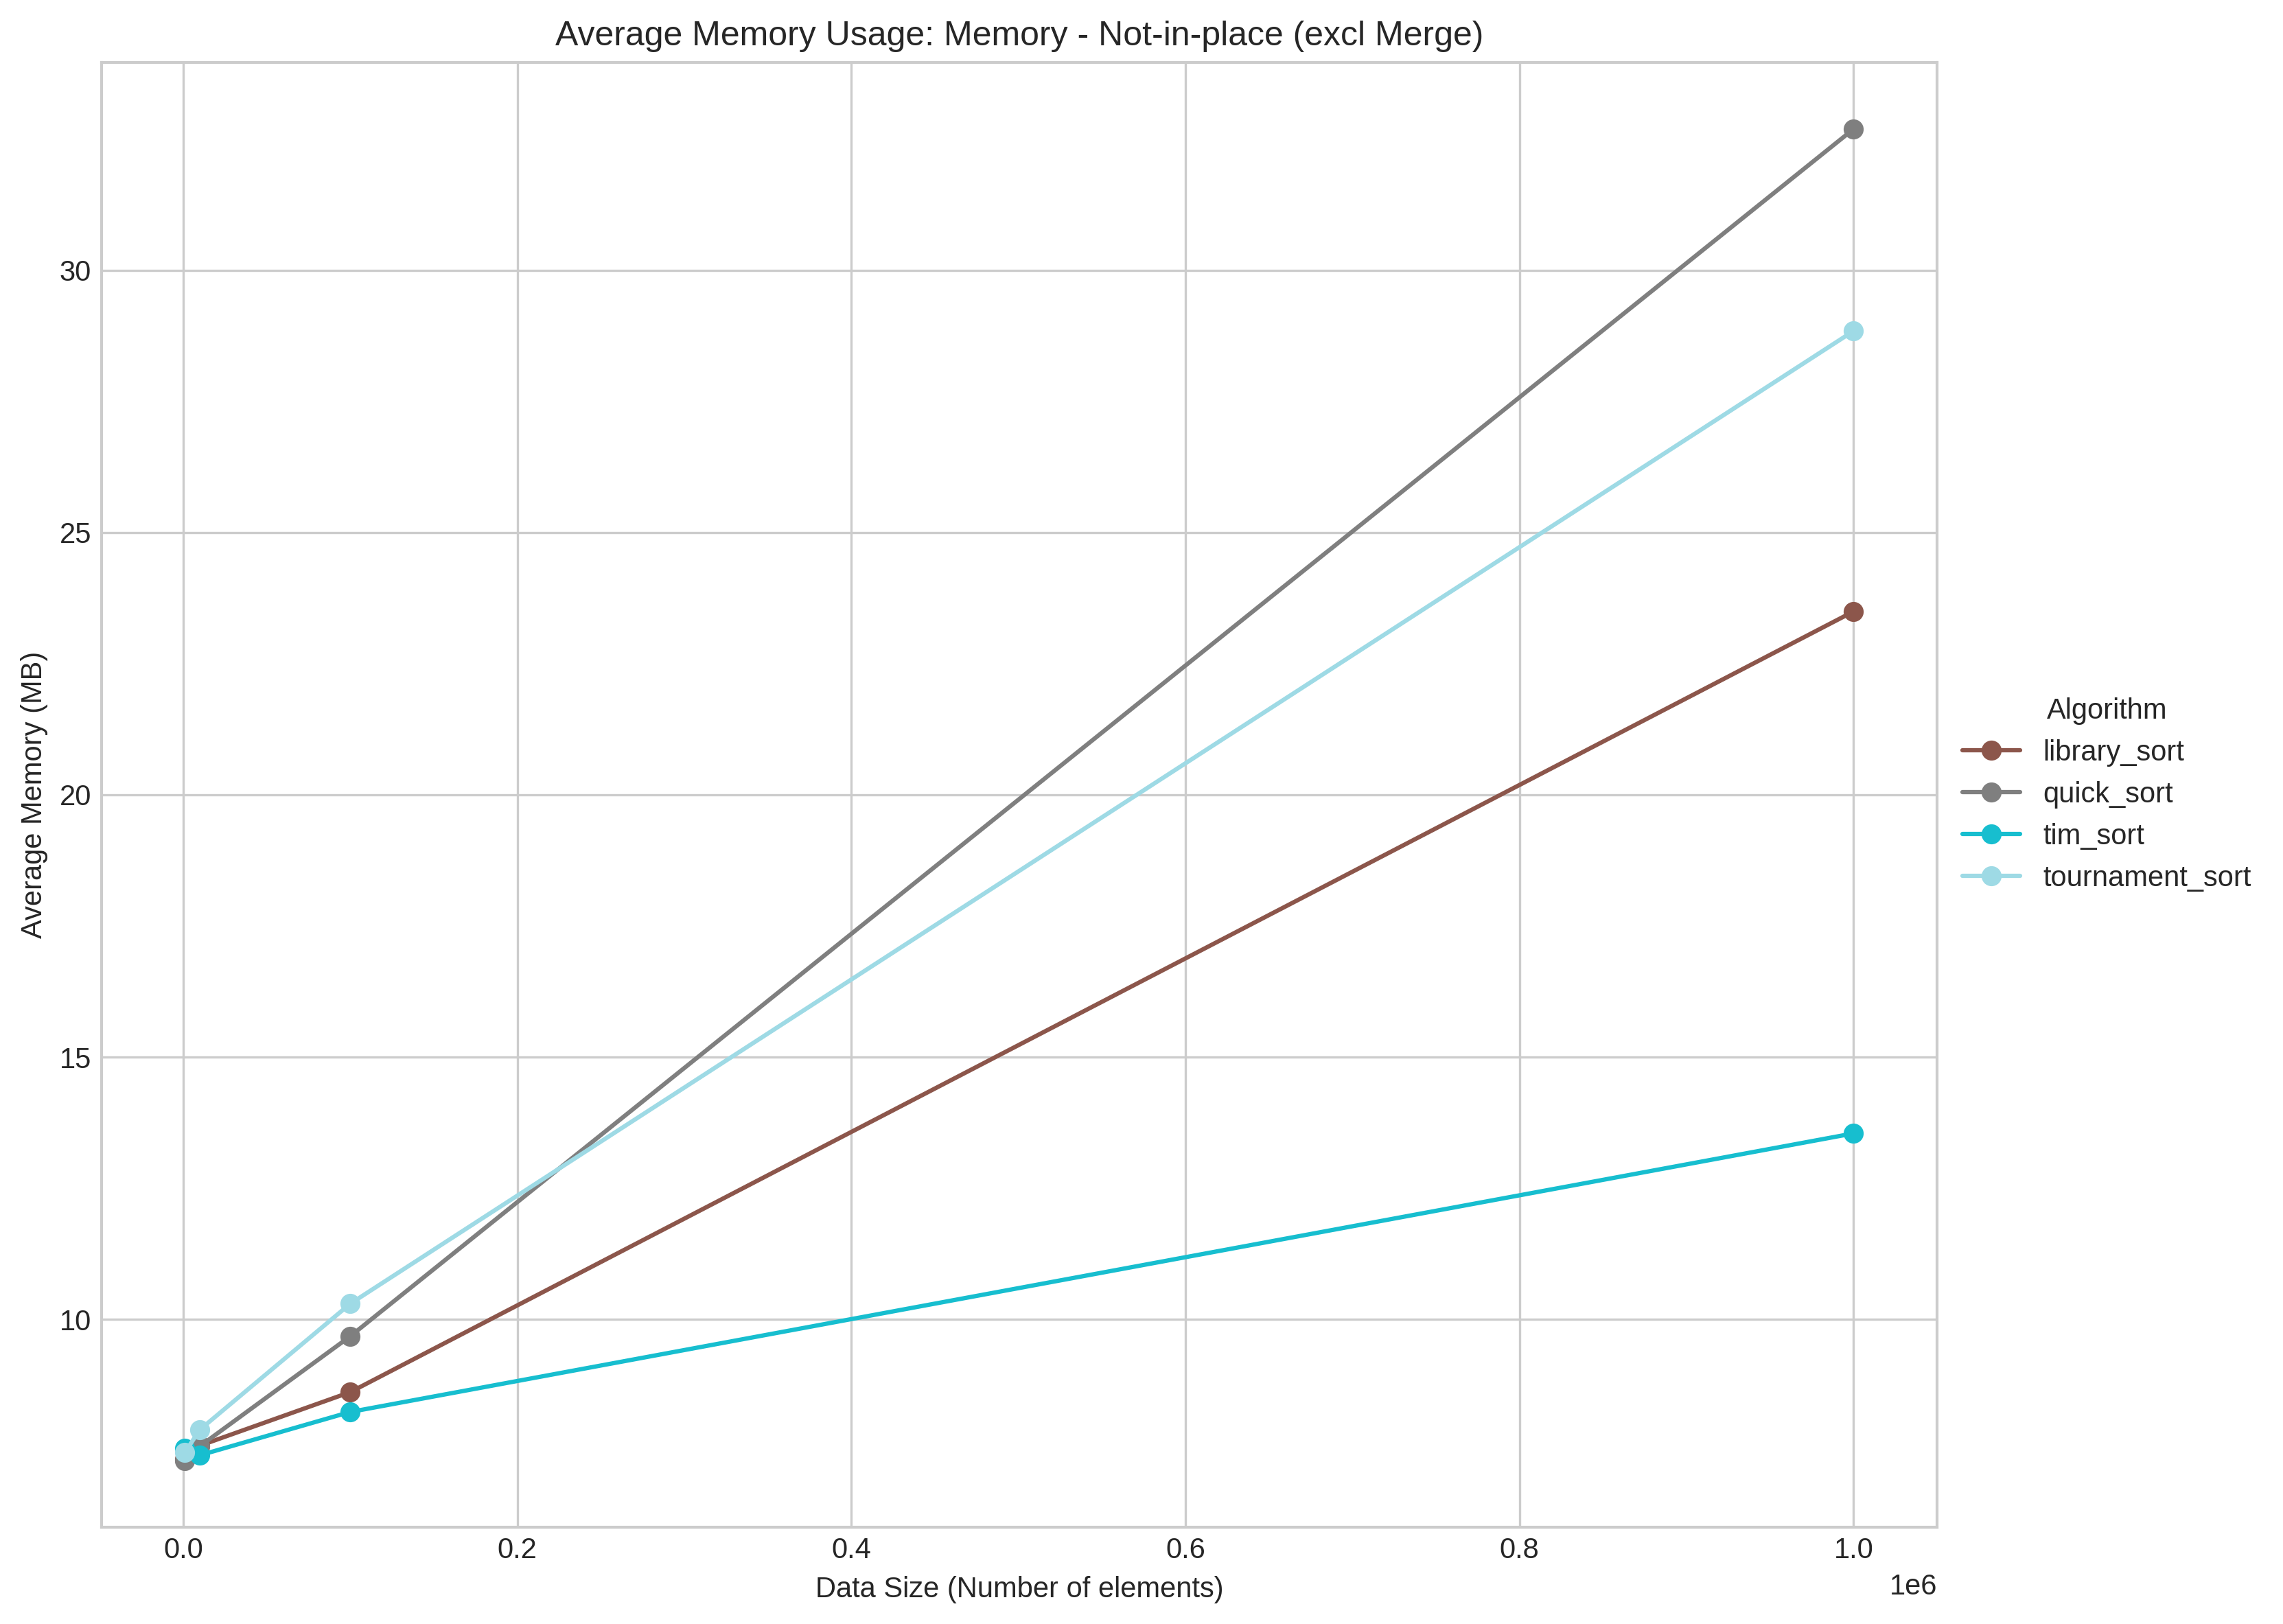 Average Memory Usage: Memory - Not-in-place (excl Merge)
30
25
20
15
10
Average Memory (MB)
0.0 0.2 0.4 0.6 0.8 1.0
1e6
Data Size (Number of elements)
Algorithm
library_sort
quick_sort
tim_sort
tournament_sort